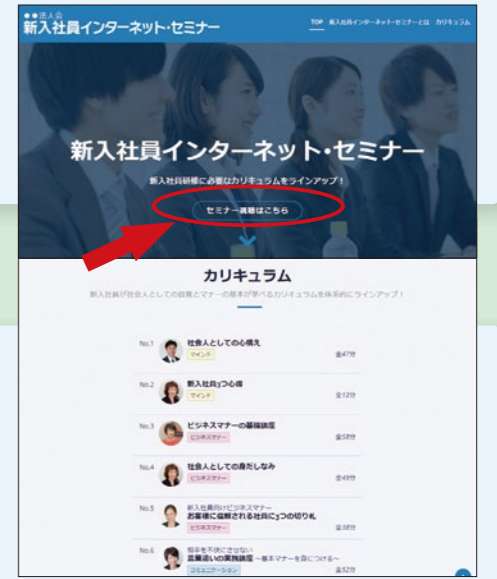 ●●法人会
新入社員インターネット・セミナー
TOP 新入社員インターネット・セミナーとは カリキュラム
新入社員インターネット・セミナー
新入社員研修に必要なカリキュラムをラインアップ！
セミナー視聴はこちら
カリキュラム
新入社員が社会人としての自覚とマナーの基本が学べるカリキュラムを体系的にラインアップ！
No.1 社会人としての心構え
マインド
全47分
No.2 新入社員3つ心得
マインド
全13分
No.3 ビジネスマナーの基礎講座
ビジネスマナー
全58分
No.4 社会人としての身だしなみ
ビジネスマナー
全49分
No.5 新入社員向けビジネスマナー
お客様に信頼される社員に3つの切り札
ビジネスマナー
全38分
No.6 相手を不快にさせない
言葉遣いの実践講座 ～基本マナーを身につける～
コミュニケーション
全52分